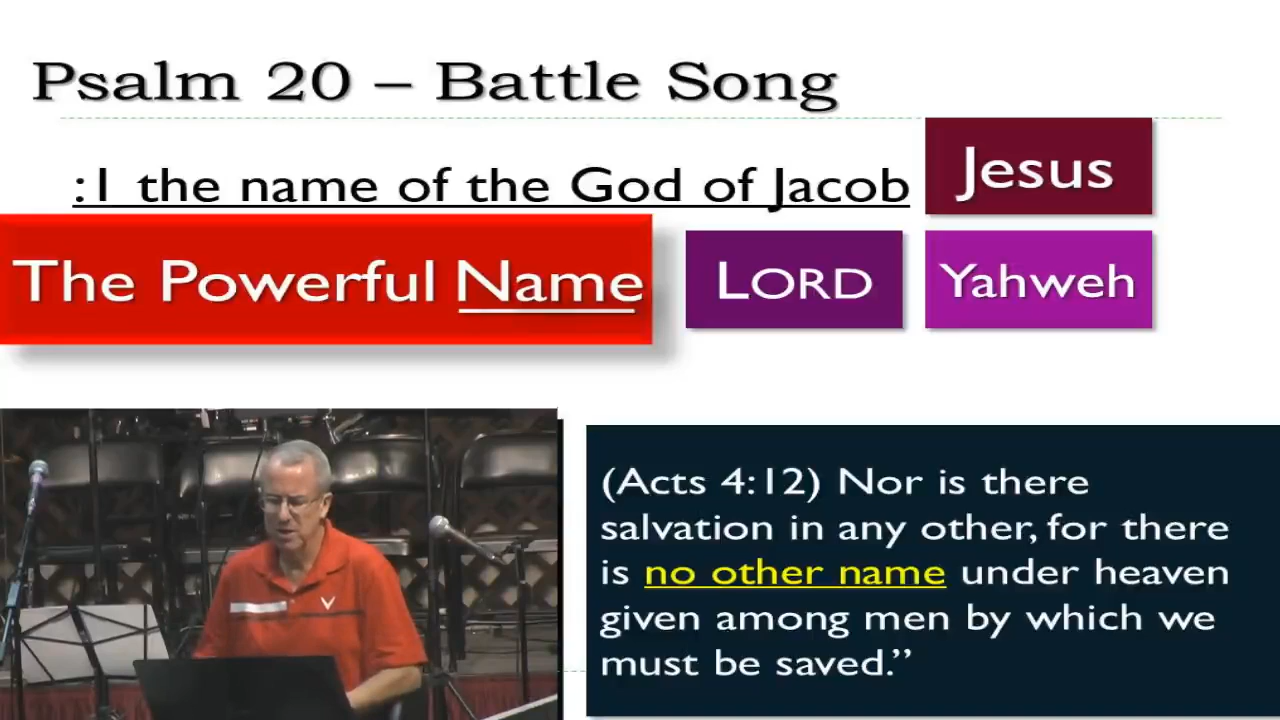 Psalm 20 – Battle Song
:1 the name of the God of Jacob
Jesus
The Powerful Name
LORD
Yahweh
(Acts 4:12) Nor is there
salvation in any other, for there
is no other name under heaven
given among men by which we
must be saved.”